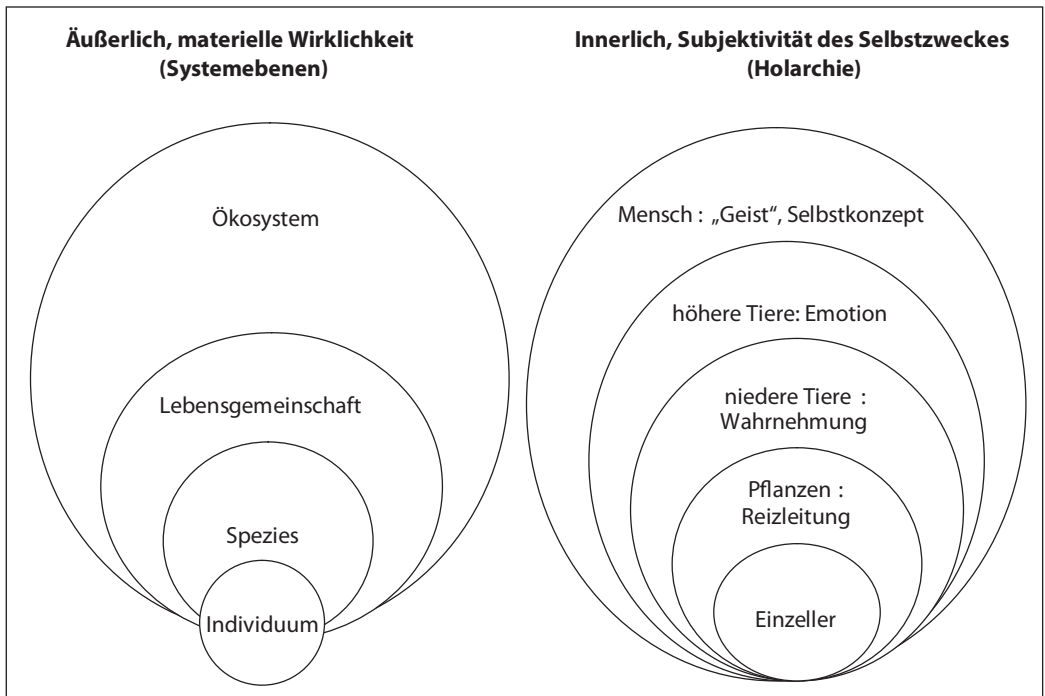 Äußerlich, materielle Wirklichkeit
(Systemebenen)
Ökosystem
Lebensgemeinschaft
Spezies
Individuum
Innerlich, Subjektivität des Selbstzweckes
(Holarchie)
Mensch : „Geist“, Selbstkonzept
höhere Tiere: Emotion
niedere Tiere :
Wahrnehmung
Pflanzen :
Reizleitung
Einzeller